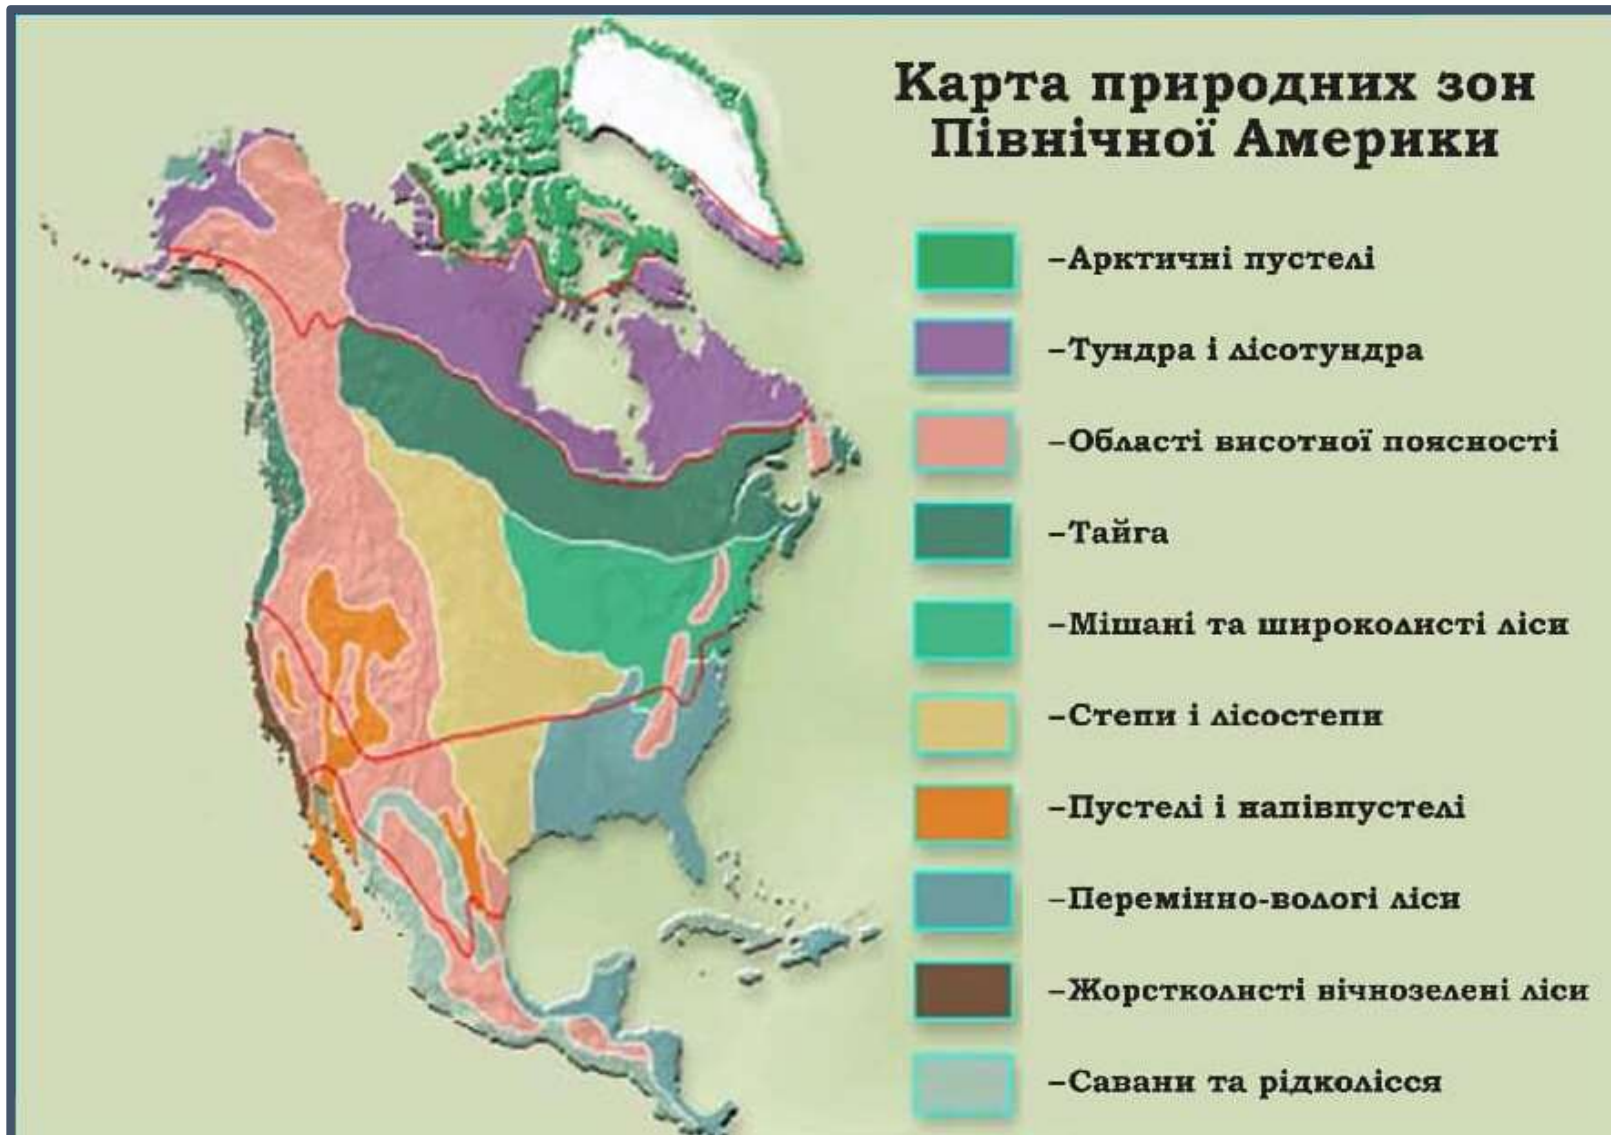 Карта природних зон
Північної Америки
–Арктичні пустелі
–Тундра і лісотундра
–Області висотної поясності
–Тайга
–Мішані та широколисті ліси
–Степи і лісостепи
–Пустелі і напівпустелі
–Перемінно-вологі ліси
–Жорстколисті вічнозелені ліси
–Савани та рідколісся